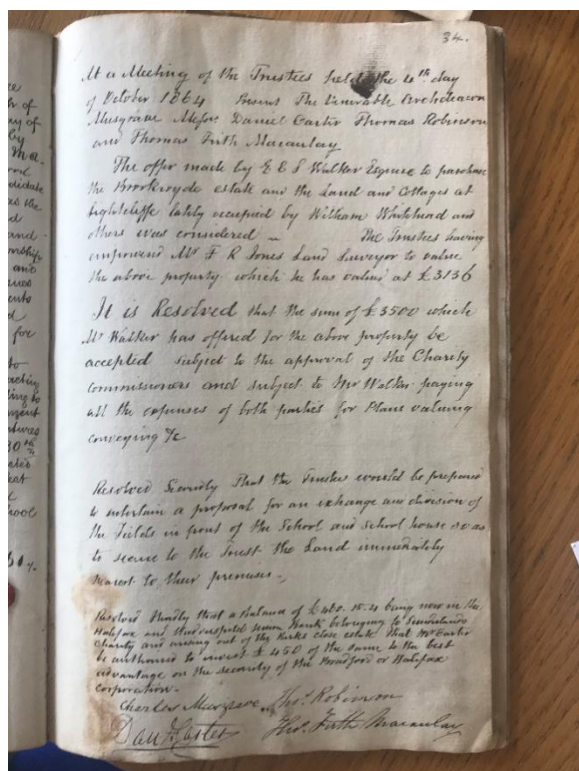 34.
At a Meeting of the Trustees held the 4th day
of October 1864 Present The Venerable Archdeacon
Musgrave Messrs Daniel Carter Thomas Robinson
and Thomas Frith Macaulay
The offer made by E E S Walker Esquire to purchase
the Brookroyde estate and the Land and Cottages at
Hightcliffe lately occupied by William Whitehead and
others was considered — The Trustees having
empowered Mr F R Jones Land Surveyor to value
the above property which he has valued at £3136
It is Resolved that the sum of £3500 which
Mr Walker has offered for the above property be
accepted subject to the approval of the Charity
Commissioners and subject to Mr Walker paying
all the expenses of both parties for Plans valuing
conveying &c
Resolved Secondly That the Trustees would be prepared
to entertain a proposal for an exchange and division of
the Fields in front of the School and school house so as
to secure to the Trust the Land immediately
nearest to their premises —
Resolved thirdly that a balance of £460. 15. 4 being now in the
Halifax and Huddersfield Union Bank belonging to
charity and arising out of the Kirks close estate that Mr Carter
be authorised to invest £450 of the same to the best
advantage on the security of the Bradford or Halifax
corporation —
Charles Musgrave Thos. Robinson
Danl Carter Thos. Frith Macaulay